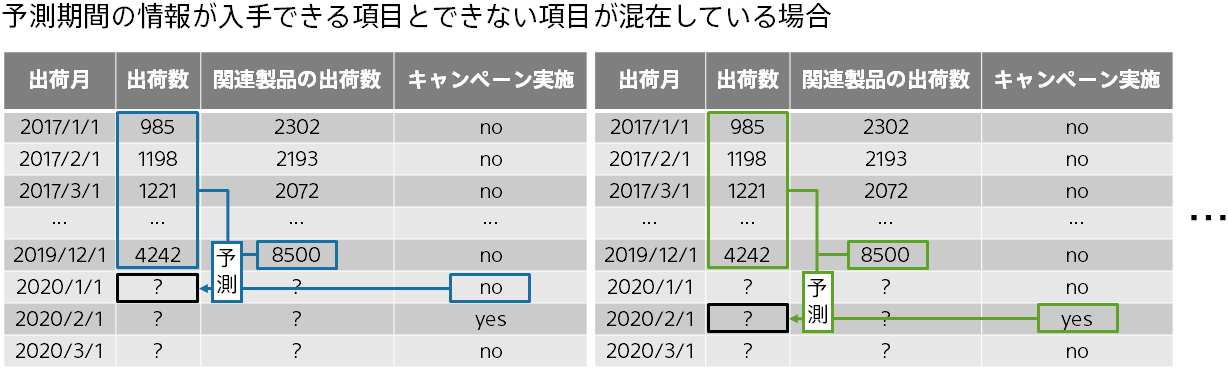 予測期間の情報が入手できる項目とできない項目が混在している場合
出荷月 出荷数 関連製品の出荷数 キャンペーン実施
2017/1/1 985 2302 no
2017/2/1 1198 2193 no
2017/3/1 1221 2072 no
... ... ... ...
2019/12/1 4242 8500 no
2020/1/1 ? ? no
2020/2/1 ? ? yes
2020/3/1 ? ? no
予測
出荷月 出荷数 関連製品の出荷数 キャンペーン実施
2017/1/1 985 2302 no
2017/2/1 1198 2193 no
2017/3/1 1221 2072 no
... ... ... ...
2019/12/1 4242 8500 no
2020/1/1 ? ? no
2020/2/1 ? ? yes
2020/3/1 ? ? no
予測
...